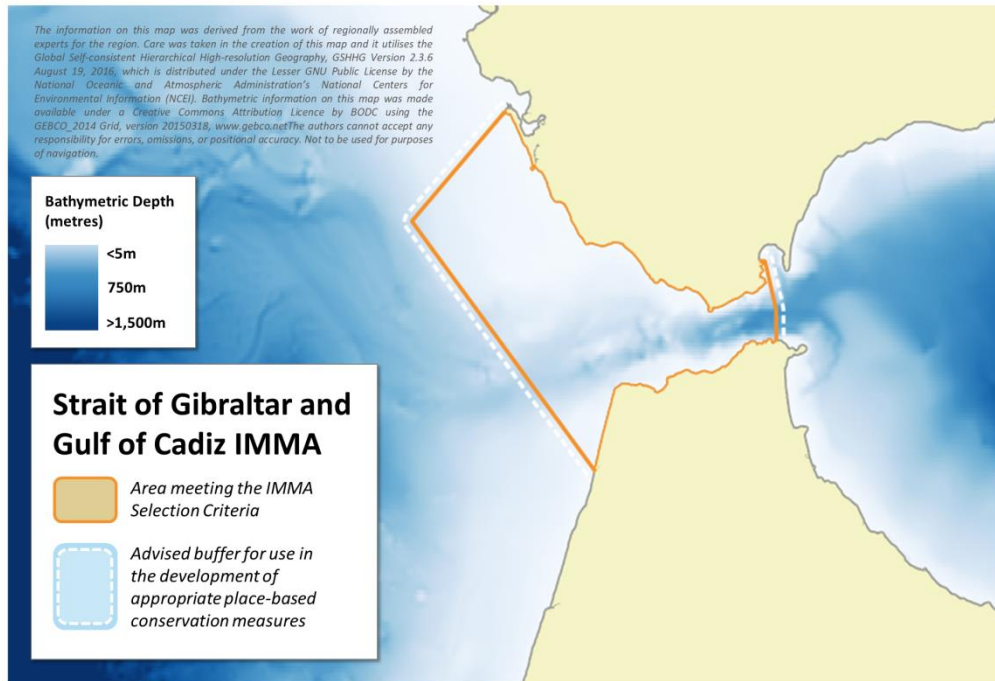 The information on this map was derived from the work of regionally assembled
experts for the region. Care was taken in the creation of this map and it utilises the
Global Self-consistent Hierarchical High-resolution Geography, GSHHG Version 2.3.6
August 19, 2016, which is distributed under the Lesser GNU Public License by the
National Oceanic and Atmospheric Administration's National Centers for
Environmental Information (NCEI). Bathymetric information on this map was made
available under a Creative Commons Attribution Licence by BODC using the
GEBCO_2014 Grid, version 20150318, www.gebco.netThe authors cannot accept any
responsibility for errors, omissions, or positional accuracy. Not to be used for purposes
of navigation.
Bathymetric Depth
(metres)
<5m
750m
>1,500m
Strait of Gibraltar and
Gulf of Cadiz IMMA
Area meeting the IMMA
Selection Criteria
Advised buffer for use in
the development of
appropriate place-based
conservation measures